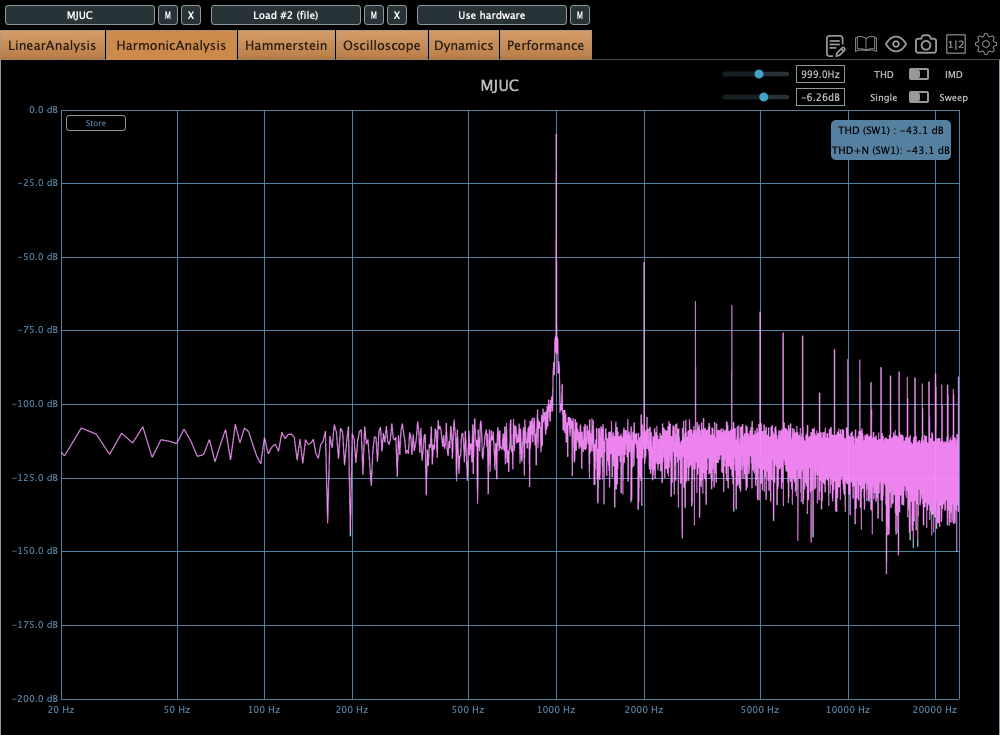 MJUC M X Load #2 (file) M X Use hardware M
LinearAnalysis HarmonicAnalysis Hammerstein Oscilloscope Dynamics Performance 1|2
MJUC
999.0Hz THD IMD
-6.26dB Single Sweep
Store
THD (SW1) : -43.1 dB
THD+N (SW1): -43.1 dB
0.0 dB
-25.0 dB
-50.0 dB
-75.0 dB
-100.0 dB
-125.0 dB
-150.0 dB
-175.0 dB
-200.0 dB
20 Hz 50 Hz 100 Hz 200 Hz 500 Hz 1000 Hz 2000 Hz 5000 Hz 10000 Hz 20000 Hz